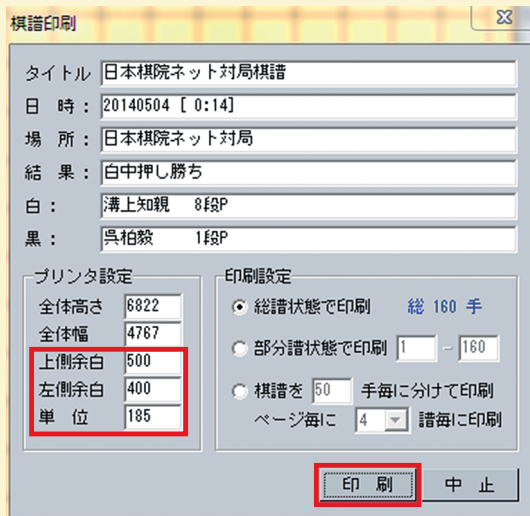 棋譜印刷
タイトル 日本棋院ネット対局棋譜
日 時： 20140504 [ 0:14]
場 所： 日本棋院ネット対局
結 果： 白中押し勝ち
白： 溝上知親 8段P
黒： 呉柏毅 1段P
プリンタ設定
全体高さ 6822
全体幅 4767
上側余白 500
左側余白 400
単 位 185
印刷設定
総譜状態で印刷 総 160 手
部分譜状態で印刷 1 - 160
棋譜を 50 手毎に分けて印刷
ページ毎に 4 譜毎に印刷
印 刷 中 止